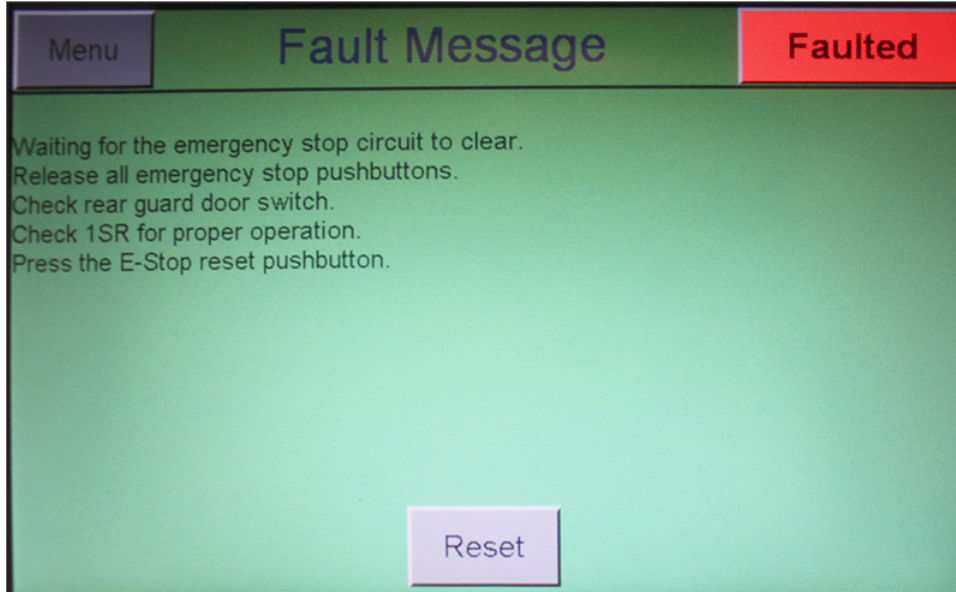 Menu
Fault Message
Faulted
Waiting for the emergency stop circuit to clear.
Release all emergency stop pushbuttons.
Check rear guard door switch.
Check 1SR for proper operation.
Press the E-Stop reset pushbutton.
Reset